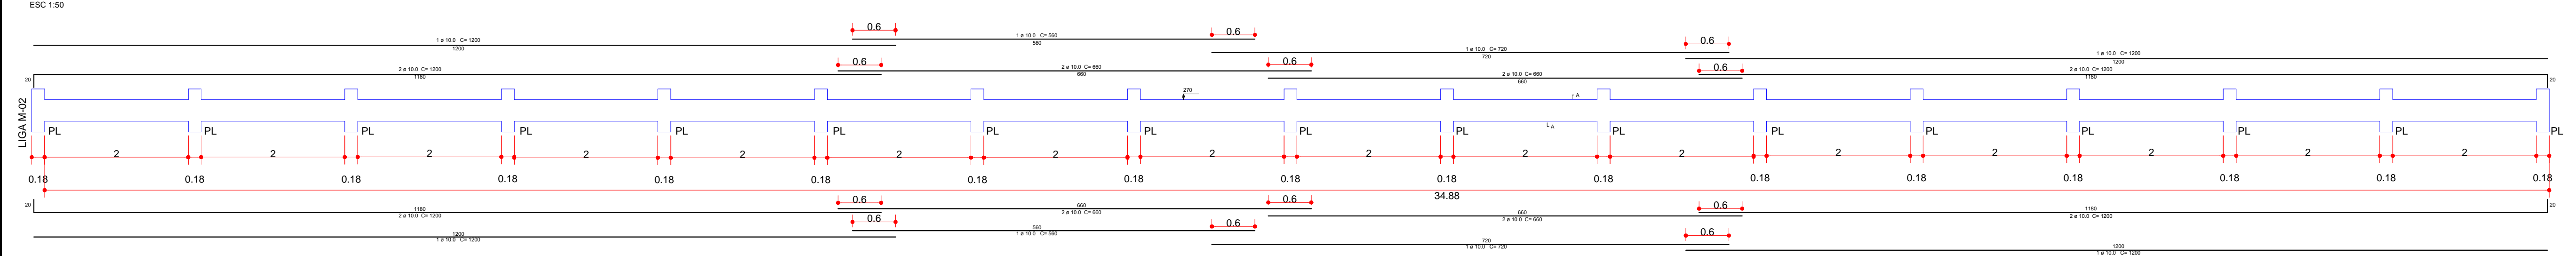 ESC 1:50
0.6
1 ø 10.0 C= 560
560
0.6
1 ø 10.0 C= 1200
1200
0.6
1 ø 10.0 C= 720
720
1 ø 10.0 C= 1200
1200
0.6
2 ø 10.0 C= 660
660
0.6
0.6
20
2 ø 10.0 C= 1200
1180
2 ø 10.0 C= 660
660
2 ø 10.0 C= 1200
1180
20
270
A
A
LIGA M-02
PL PL PL PL PL PL PL PL PL PL PL PL PL PL PL PL PL
2 2 2 2 2 2 2 2 2 2 2 2 2 2 2 2
0.18 0.18 0.18 0.18 0.18 0.18 0.18 0.18 0.18 0.18 0.18 0.18 0.18 0.18 0.18 0.18 0.18
34.88
20
1180
2 ø 10.0 C= 1200
0.6
660
2 ø 10.0 C= 660
0.6
660
2 ø 10.0 C= 660
0.6
1180
2 ø 10.0 C= 1200
20
0.6
560
1 ø 10.0 C= 560
0.6
1200
1 ø 10.0 C= 1200
720
1 ø 10.0 C= 720
0.6
1200
1 ø 10.0 C= 1200